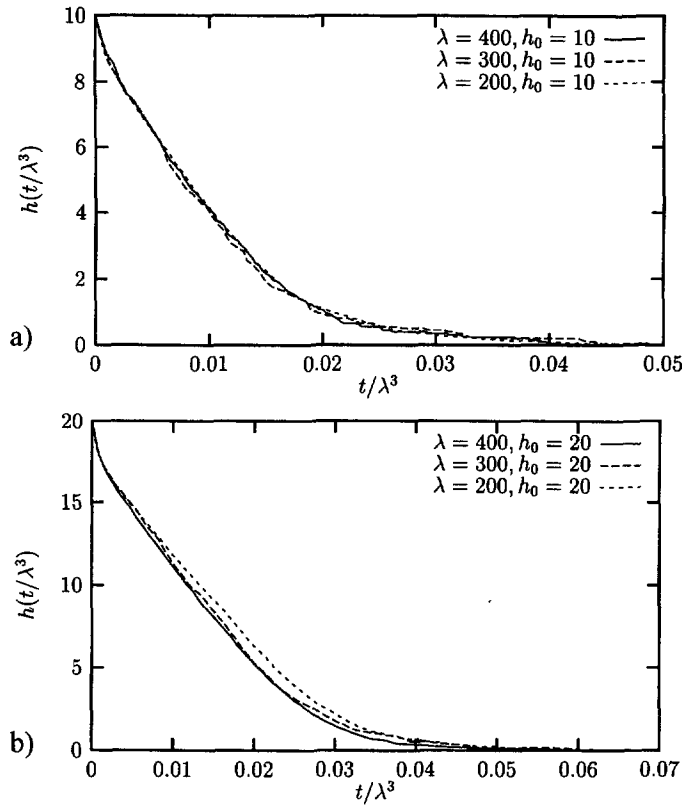 10
8
6
4
2
0
h(t/λ³)
λ = 400, h₀ = 10
λ = 300, h₀ = 10
λ = 200, h₀ = 10
a)
0 0.01 0.02 0.03 0.04 0.05
t/λ³
20
15
10
5
0
h(t/λ³)
λ = 400, h₀ = 20
λ = 300, h₀ = 20
λ = 200, h₀ = 20
b)
0 0.01 0.02 0.03 0.04 0.05 0.06 0.07
t/λ³